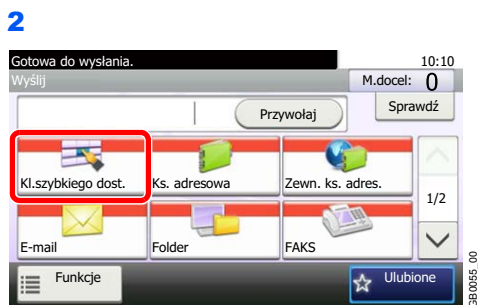 2
Gotowa do wysłania. 10:10
Wyślij M.docel: 0
Przywołaj Sprawdź
Kl.szybkiego dost. Ks. adresowa Zewn. ks. adres.
1/2
E-mail Folder FAKS
Funkcje Ulubione
GB0055_00